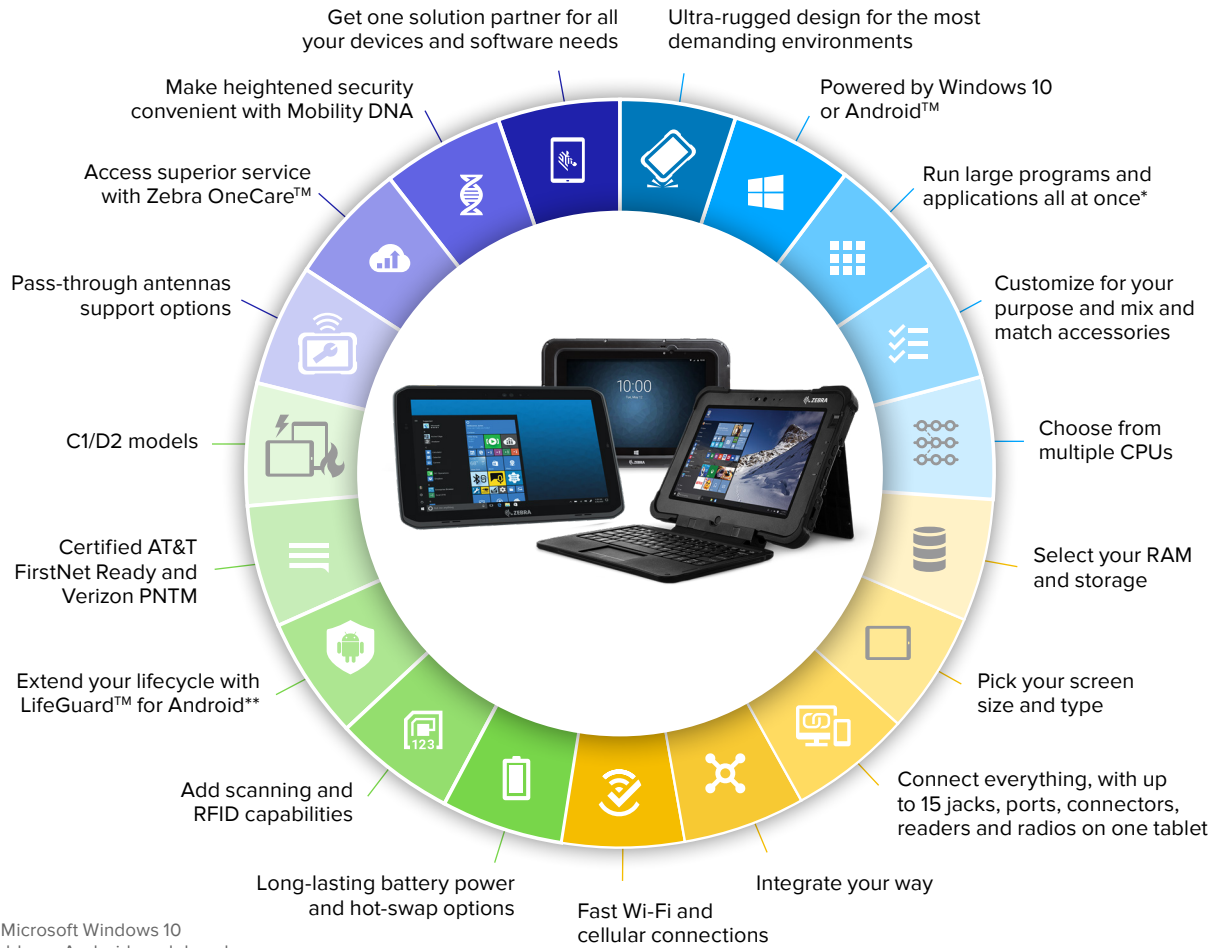 Get one solution partner for all
your devices and software needs
Ultra-rugged design for the most
demanding environments
Make heightened security
convenient with Mobility DNA
Powered by Windows 10
or Android™
Access superior service
with Zebra OneCare™
Run large programs and
applications all at once*
Pass-through antennas
support options
Customize for your
purpose and mix and
match accessories
C1/D2 models
Choose from
multiple CPUs
Certified AT&T
FirstNet Ready and
Verizon PNTM
Select your RAM
and storage
Extend your lifecycle with
LifeGuard™ for Android**
Pick your screen
size and type
Add scanning and
RFID capabilities
Connect everything, with up
to 15 jacks, ports, connectors,
readers and radios on one tablet
Long-lasting battery power
and hot-swap options
Integrate your way
Fast Wi-Fi and
cellular connections
10:00
ZEBRA
ZEBRA
ZEBRA
123
Microsoft Windows 10